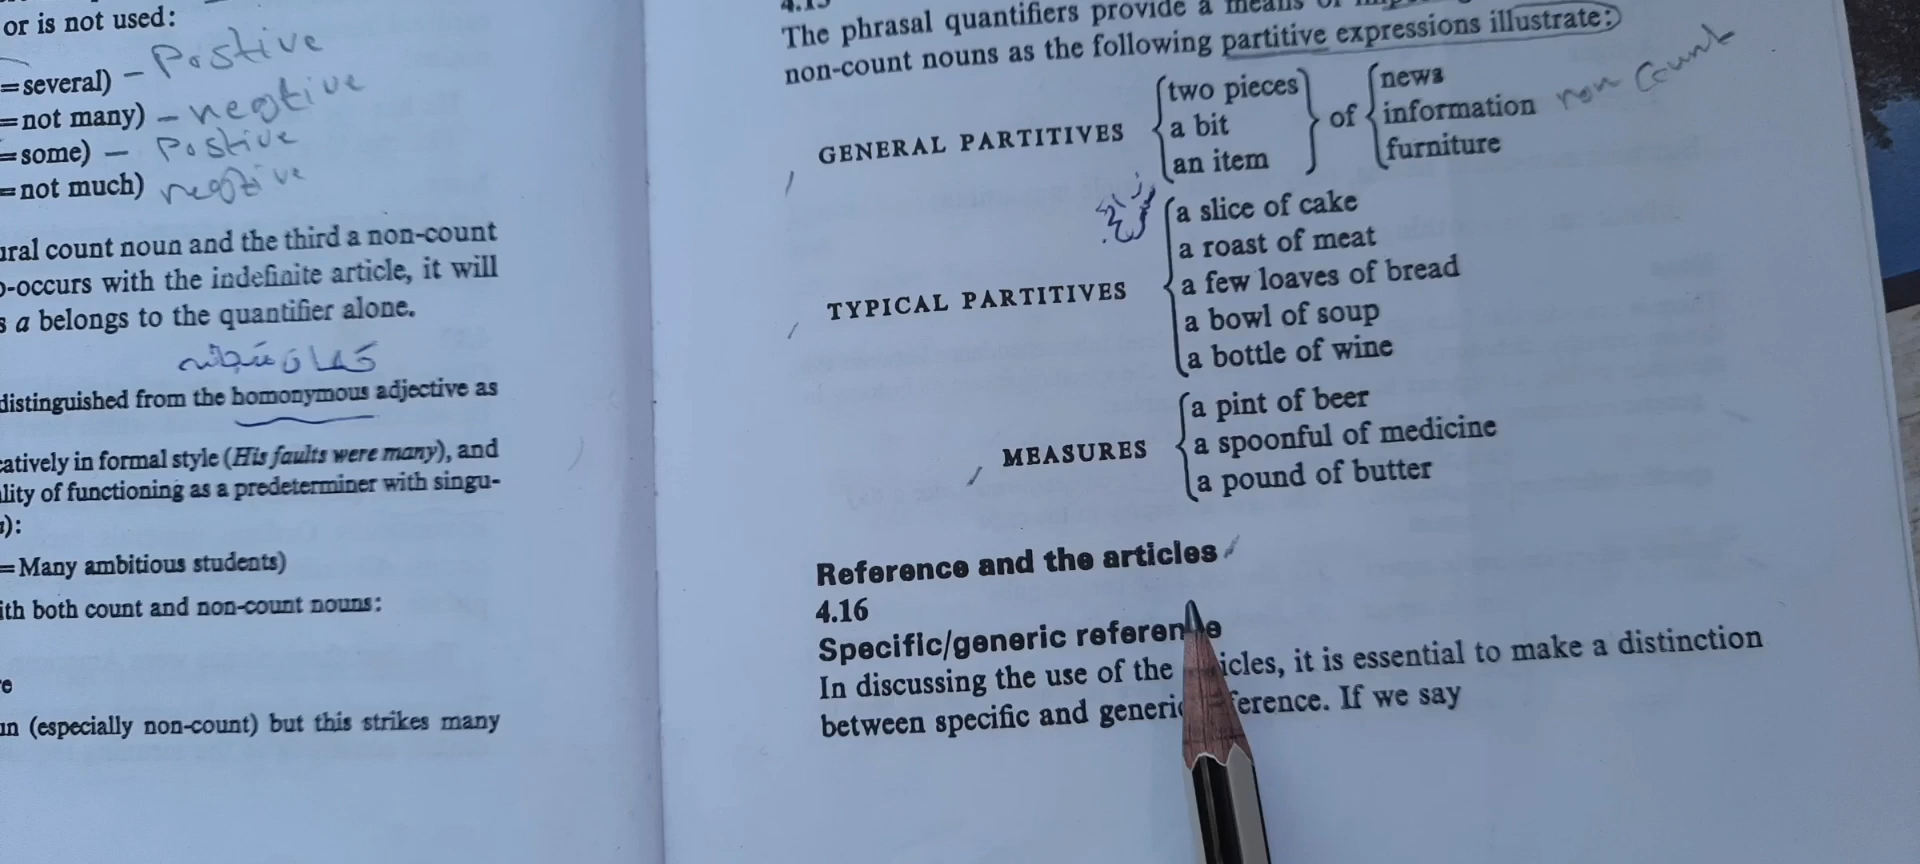 or is not used:
=several) – Postive
=not many) – negtive
=some) – Postive
=not much) negtive
ural count noun and the third a non-count
o-occurs with the indefinite article, it will
s a belongs to the quantifier alone.
distinguished from the homonymous adjective as
catively in formal style (His faults were many), and
lity of functioning as a predeterminer with singu-
):
=Many ambitious students)
ith both count and non-count nouns:
e
un (especially non-count) but this strikes many
4.15
The phrasal quantifiers provide a means of
non-count nouns as the following partitive expressions illustrate:
GENERAL PARTITIVES
two pieces
a bit
an item
of
news
information
furniture
non count
TYPICAL PARTITIVES
a slice of cake
a roast of meat
a few loaves of bread
a bowl of soup
a bottle of wine
MEASURES
a pint of beer
a spoonful of medicine
a pound of butter
Reference and the articles
4.16
Specific/generic reference
In discussing the use of the icles, it is essential to make a distinction
between specific and generic ference. If we say